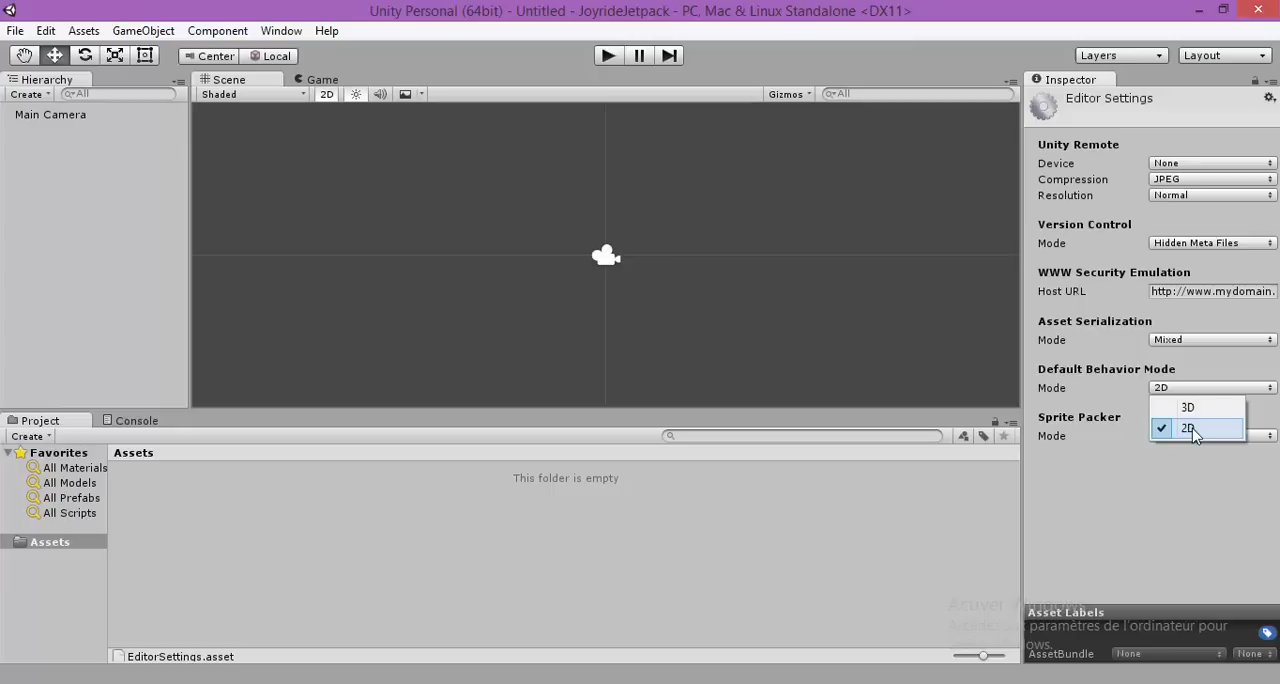 Unity Personal (64bit) - Untitled - JoyrideJetpack - PC, Mac & Linux Standalone <DX11>
File Edit Assets GameObject Component Window Help
Center Local Layers Layout
Hierarchy
Create All
Main Camera
Scene Game
Shaded 2D Gizmos All
Inspector
Editor Settings
Unity Remote
Device None
Compression JPEG
Resolution Normal
Version Control
Mode Hidden Meta Files
WWW Security Emulation
Host URL http://www.mydomain.
Asset Serialization
Mode Mixed
Default Behavior Mode
Mode 2D
3D
2D
Sprite Packer
Mode
Project Console
Create
Favorites
All Materials
All Models
All Prefabs
All Scripts
Assets
Assets
This folder is empty
EditorSettings.asset
Activer Windows
paramètres de l'ordinateur pour
Asset Labels
AssetBundle None None